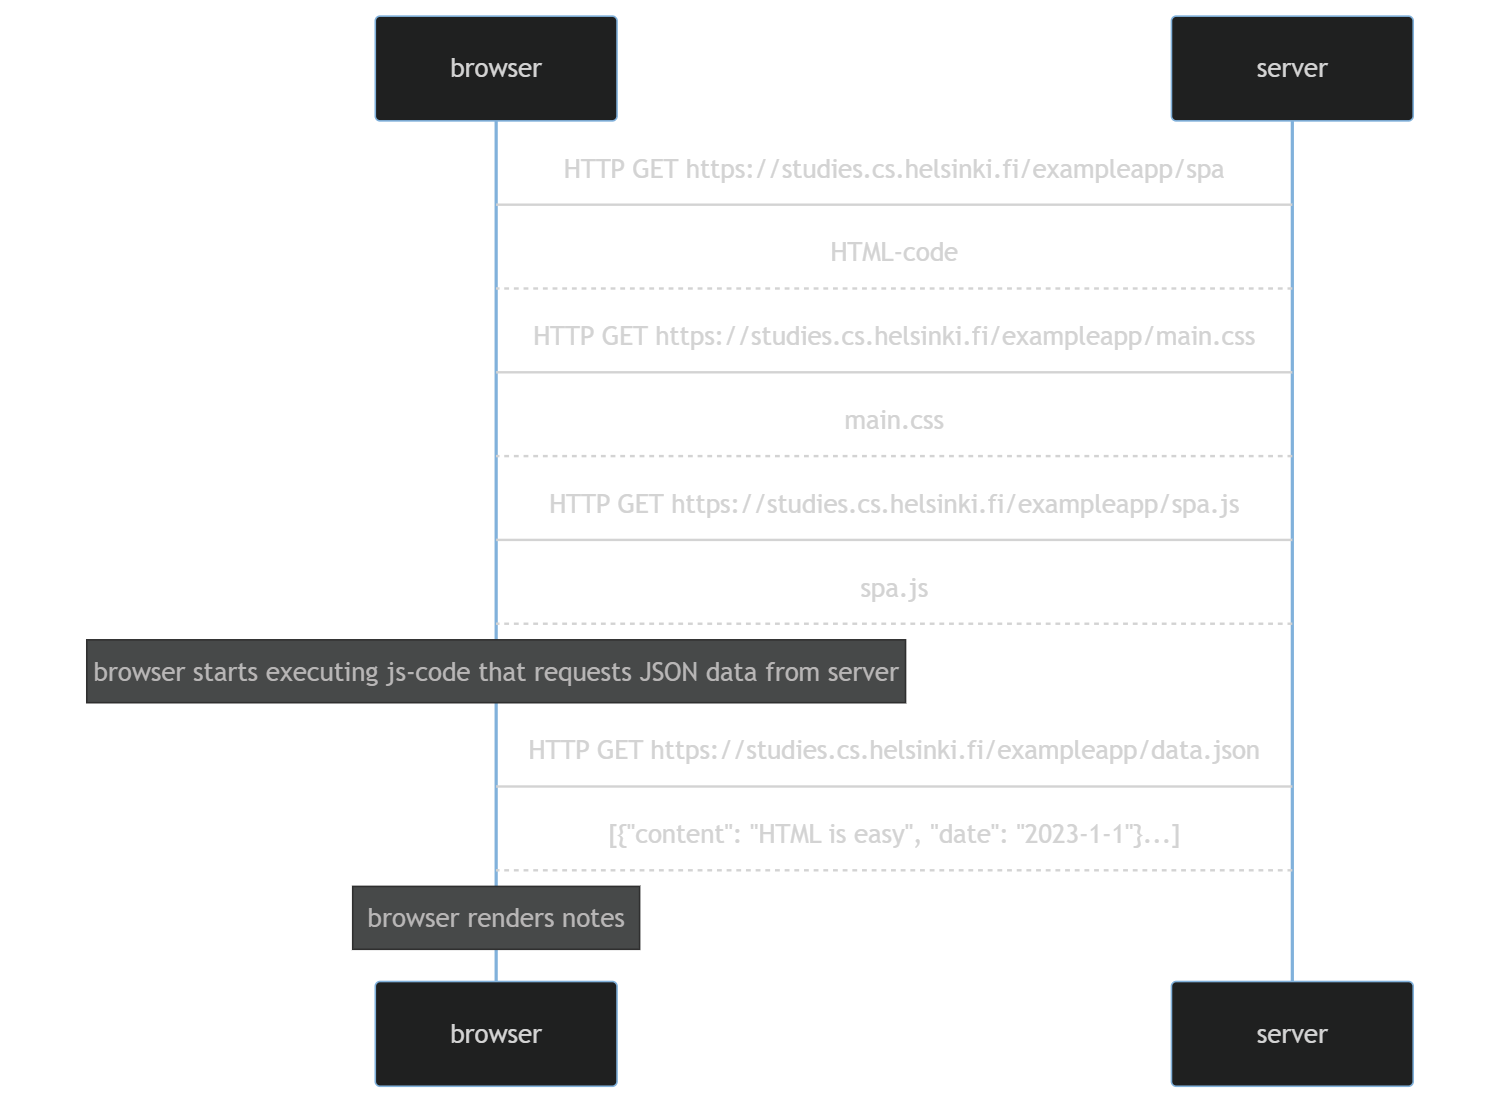 browser
server
HTTP GET https://studies.cs.helsinki.fi/exampleapp/spa
HTML-code
HTTP GET https://studies.cs.helsinki.fi/exampleapp/main.css
main.css
HTTP GET https://studies.cs.helsinki.fi/exampleapp/spa.js
spa.js
browser starts executing js-code that requests JSON data from server
HTTP GET https://studies.cs.helsinki.fi/exampleapp/data.json
[{"content": "HTML is easy", "date": "2023-1-1"}...]
browser renders notes
browser
server